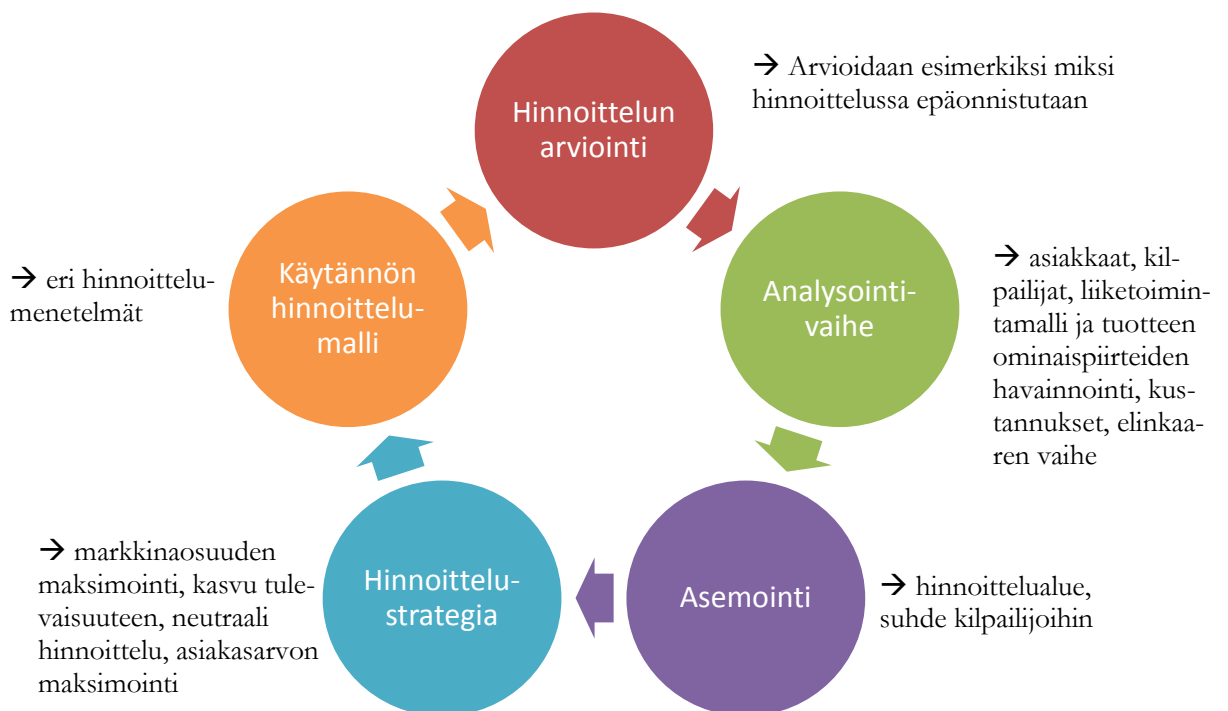 Hinnoittelun
arviointi
→ Arvioidaan esimerkiksi miksi
hinnoittelussa epäonnistutaan
Analysointi-
vaihe
→ asiakkaat, kil-
pailijat, liiketoimin-
tamalli ja tuotteen
ominaispiirteiden
havainnointi, kus-
tannukset, elinkaa-
ren vaihe
Asemointi
→ hinnoittelualue,
suhde kilpailijoihin
Hinnoittelu-
strategia
→ markkinaosuuden
maksimointi, kasvu tule-
vaisuuteen, neutraali
hinnoittelu, asiakasarvon
maksimointi
Käytännön
hinnoittelu-
malli
→ eri hinnoittelu-
menetelmät